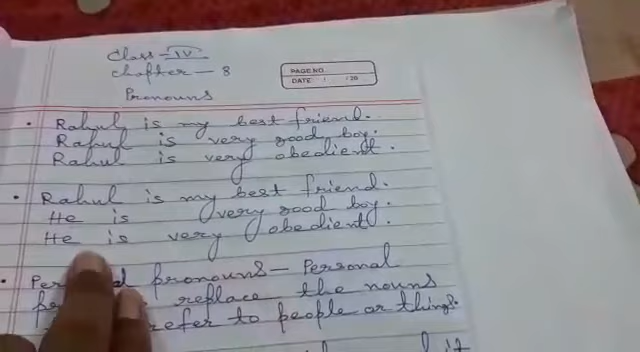 Class - IV
Chapter - 8
PAGE NO.
DATE : / /20
Pronouns
• Rahul is my best friend.
Rahul is very good boy.
Rahul is very obedient.
• Rahul is my best friend.
He is very good boy.
He is very obedient.
• pronouns - Personal
replace the nouns
refer to people or things.
it